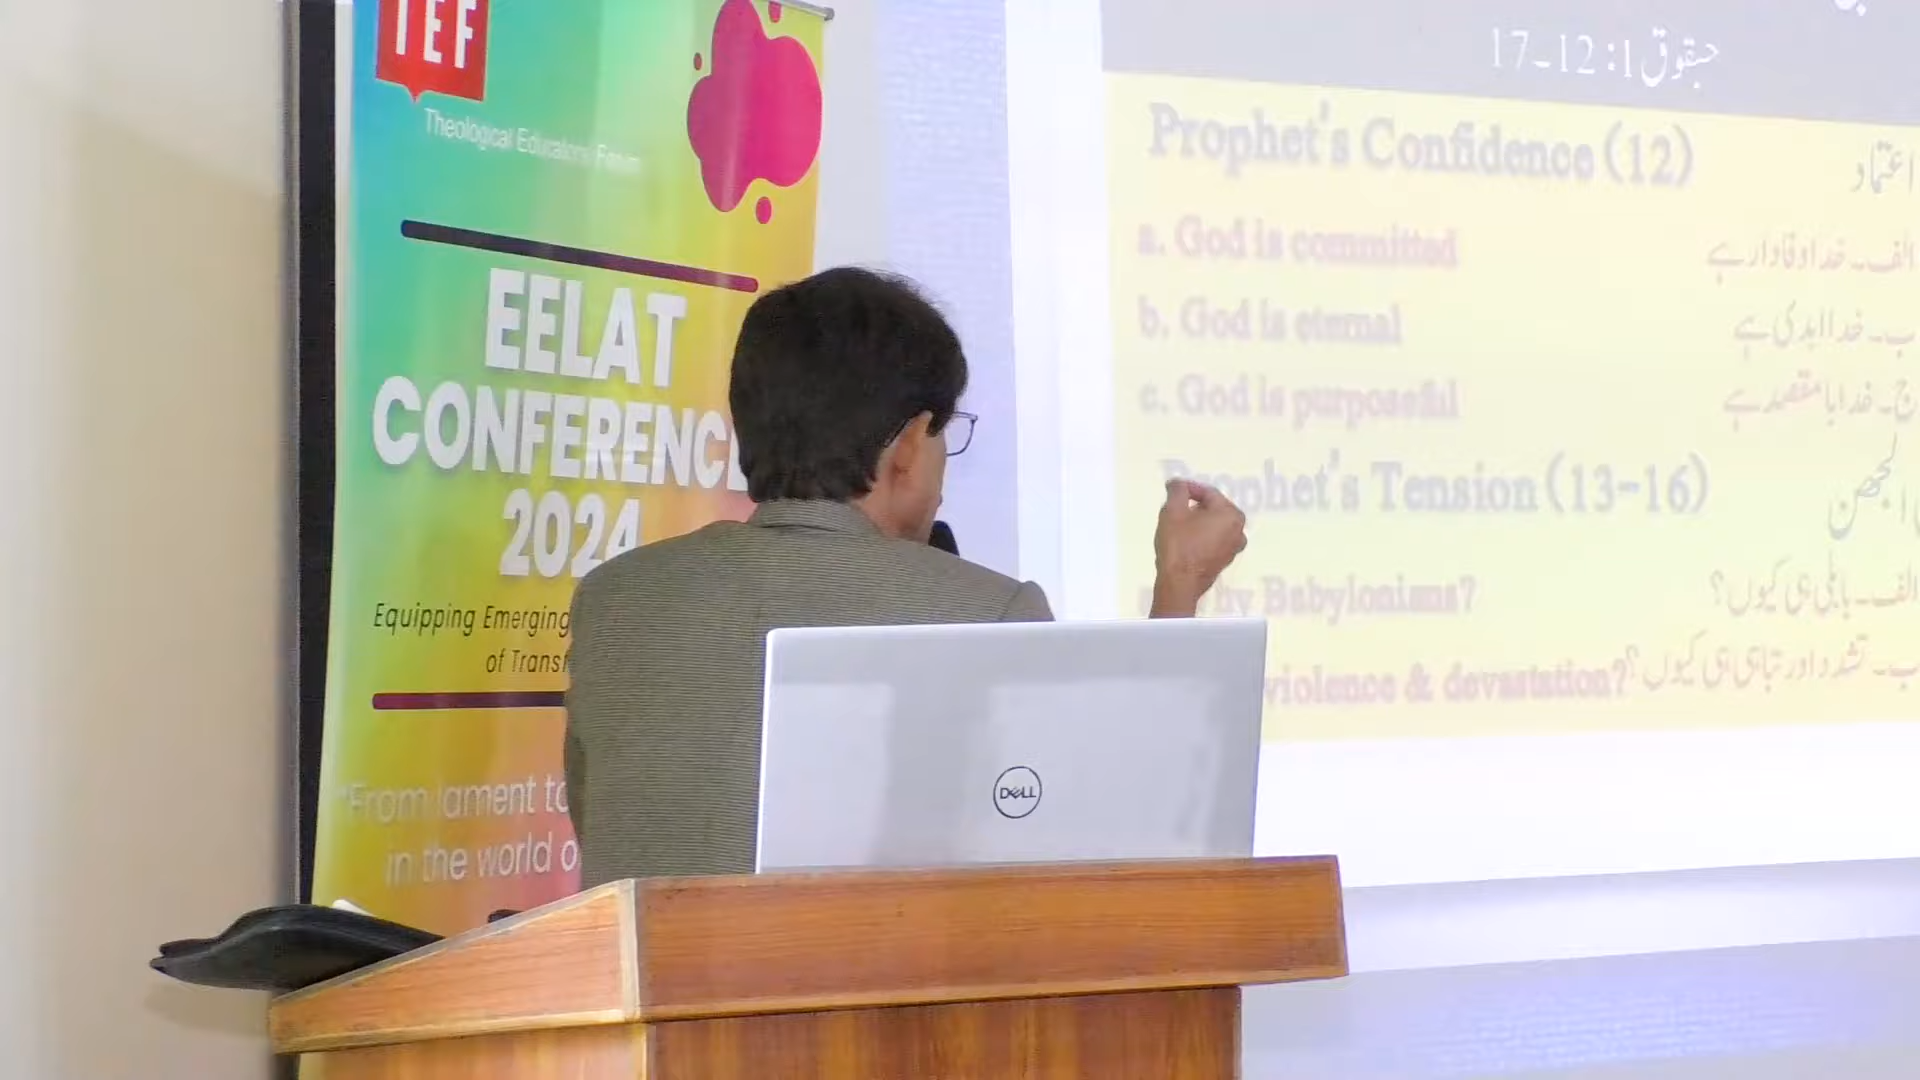 TEF
Theological Educators Forum
EELAT
CONFERENC
2024
Equipping Emerging
of Transf
"From lament to
in the world o
DELL
حبقوق 1: 12-17
Prophet's Confidence (12)
اعتماد
a. God is committed
الف۔ خدا وفادار ہے
b. God is eternal
ب۔ خدا ابدی ہے
c. God is purposeful
ج۔ خدا بامقصد ہے
Prophet's Tension (13-16)
الجھن
hy Babylonians?
الف۔ بابلی ہی کیوں؟
violence & devastation?
ب۔ تشدد اور تباہی ہی کیوں؟